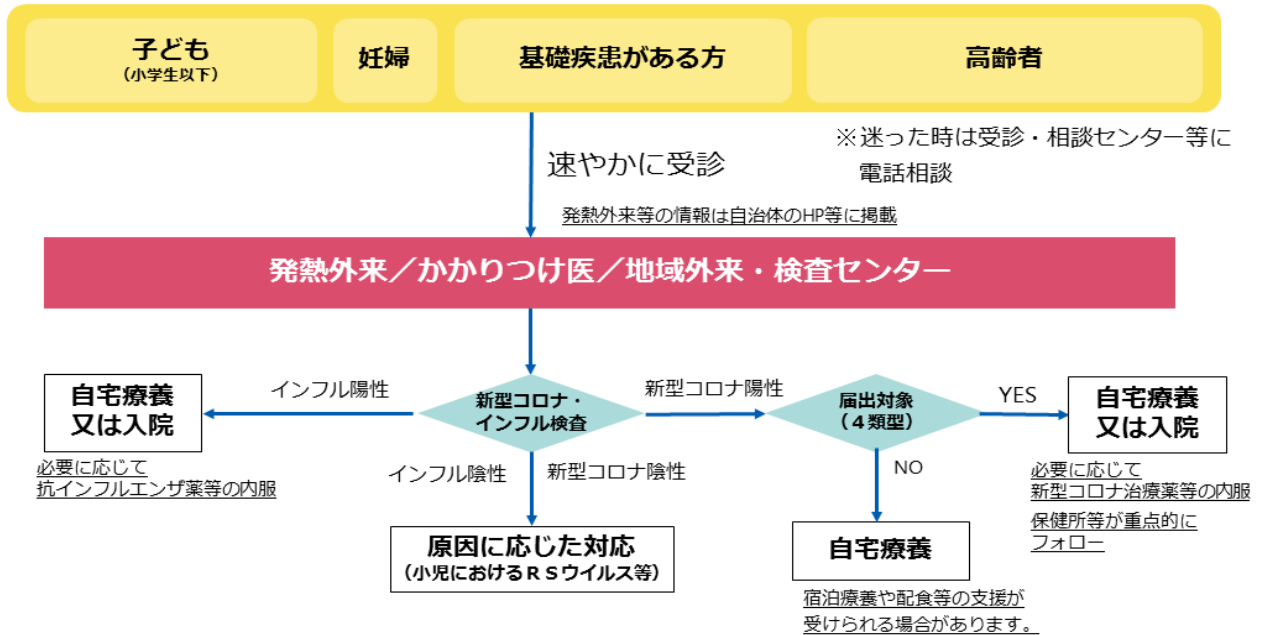 子ども
（小学生以下）
妊婦
基礎疾患がある方
高齢者
速やかに受診
※迷った時は受診・相談センター等に
電話相談
発熱外来等の情報は自治体のHP等に掲載
発熱外来／かかりつけ医／地域外来・検査センター
自宅療養
又は入院
必要に応じて
抗インフルエンザ薬等の内服
インフル陽性
新型コロナ・
インフル検査
新型コロナ陽性
届出対象
（４類型）
YES
自宅療養
又は入院
必要に応じて
新型コロナ治療薬等の内服
保健所等が重点的に
フォロー
インフル陰性
新型コロナ陰性
NO
原因に応じた対応
（小児におけるＲＳウイルス等）
自宅療養
宿泊療養や配食等の支援が
受けられる場合があります。